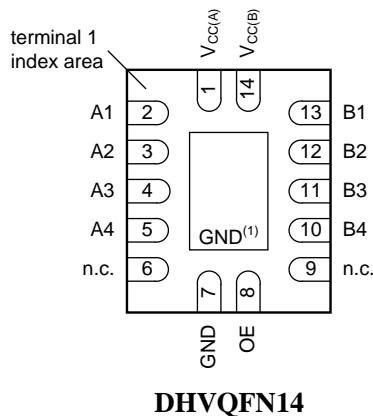 terminal 1
index area
VCC(A)
VCC(B)
1
14
A1 2 13 B1
A2 3 12 B2
A3 4 11 B3
A4 5 10 B4
GND(1)
n.c. 6 9 n.c.
7 8
GND OE
DHVQFN14